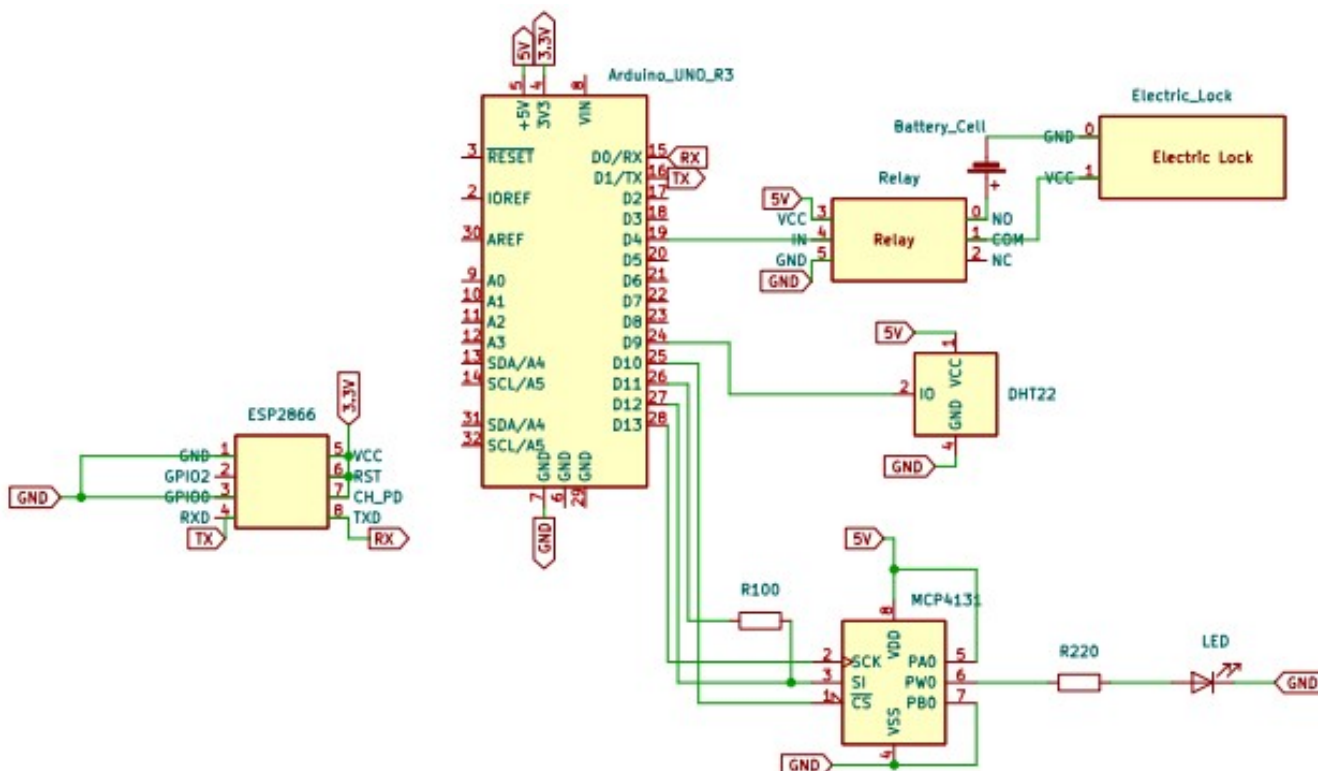 5V
3.3V
Arduino_UNO_R3
5
4
8
+5V
3V3
VIN
3 RESET
2 IOREF
30 AREF
9 A0
10 A1
11 A2
12 A3
13 SDA/A4
14 SCL/A5
31 SDA/A4
32 SCL/A5
D0/RX 15 RX
D1/TX 16 TX
D2 17
D3 18
D4 19
D5 20
D6 21
D7 22
D8 23
D9 24
D10 25
D11 26
D12 27
D13 28
GND
GND
GND
7
6
29
GND
Electric_Lock
Battery_Cell
+
GND 0
VCC 1
Electric Lock
Relay
5V
VCC 3
IN 4
GND 5
GND
Relay
0 NO
1 COM
2 NC
5V
1
2 IO
VCC
GND
4
DHT22
GND
ESP2866
3.3V
GND 1
GPIO2 2
GPIO0 3
RXD 4
GND
TX
5 VCC
6 RST
7 CH_PD
8 TXD
RX
5V
R100
MCP4131
8
VDD
2 SCK
3 SI
1 CS
PA0 5
PW0 6
PB0 7
VSS
4
GND
R220
LED
GND